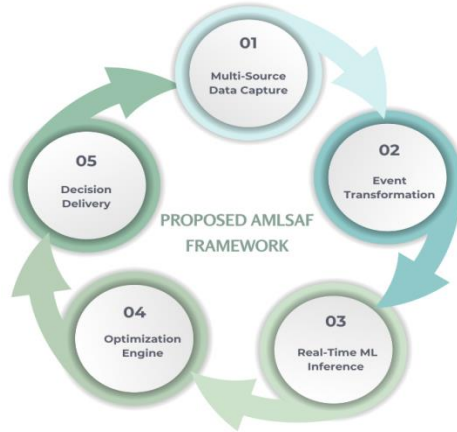 01
Multi-Source
Data Capture
02
Event
Transformation
03
Real-Time ML
Inference
04
Optimization
Engine
05
Decision
Delivery
PROPOSED AMLSAF
FRAMEWORK